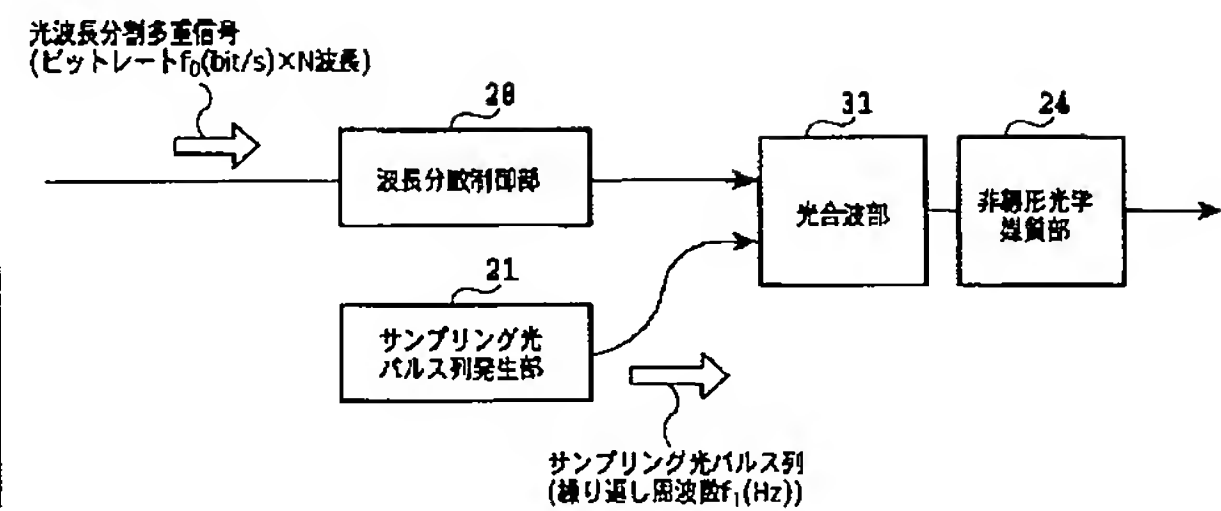 光波長分割多重信号
(ビットレートf₀(bit/s)×N波長)
28
波長分散制御部
31
光合波部
24
非線形光学
媒質部
21
サンプリング光
パルス列発生部
サンプリング光パルス列
(繰り返し周波数f₁(Hz))